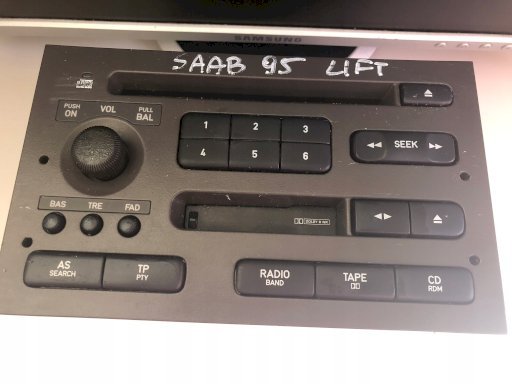 SAMSUNG
SAAB 95 LIFT
PUSH ON
VOL
PULL BAL
1 2 3
4 5 6
SEEK
BAS TRE FAD
DOLBY B NR
AS SEARCH
TP PTY
RADIO BAND
TAPE
CD RDM